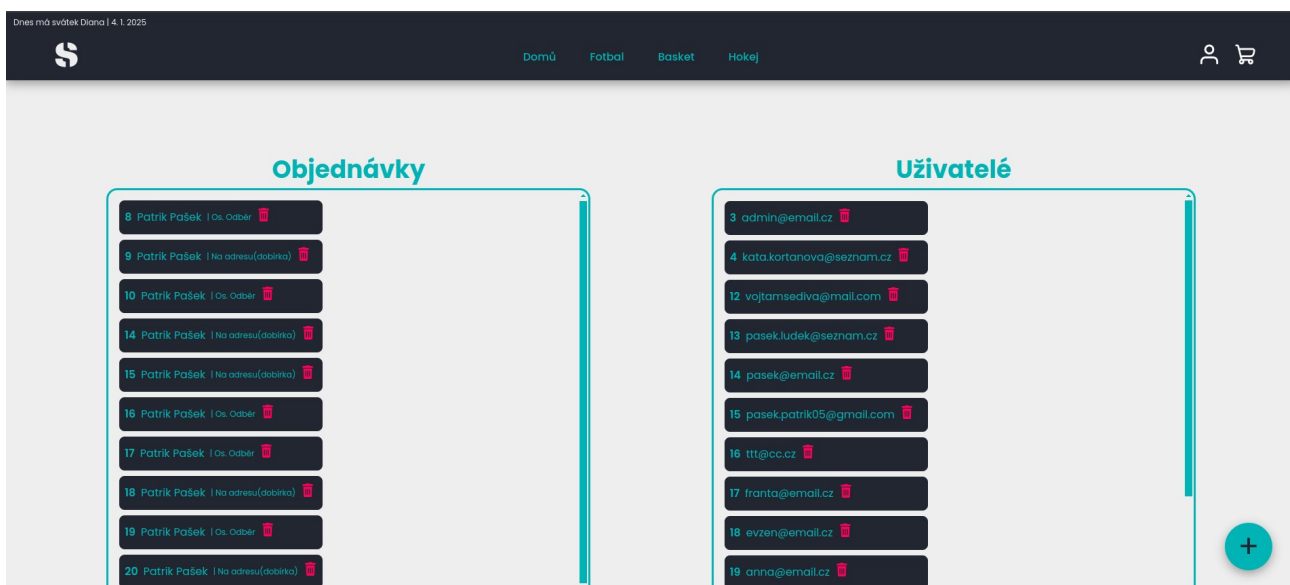 Dnes má svátek Diana | 4. 1. 2025
Domů Fotbal Basket Hokej
Objednávky
8 Patrik Pašek | Os. Odběr
9 Patrik Pašek | Na adresu(dobírka)
10 Patrik Pašek | Os. Odběr
14 Patrik Pašek | Na adresu(dobírka)
15 Patrik Pašek | Na adresu(dobírka)
16 Patrik Pašek | Os. Odběr
17 Patrik Pašek | Os. Odběr
18 Patrik Pašek | Na adresu(dobírka)
19 Patrik Pašek | Os. Odběr
20 Patrik Pašek | Na adresu(dobírka)
Uživatelé
3 admin@email.cz
4 kata.kortanova@seznam.cz
12 vojtamsediva@mail.com
13 pasek.ludek@seznam.cz
14 pasek@email.cz
15 pasek.patrik05@gmail.com
16 ttt@cc.cz
17 franta@email.cz
18 evzen@email.cz
19 anna@email.cz
+